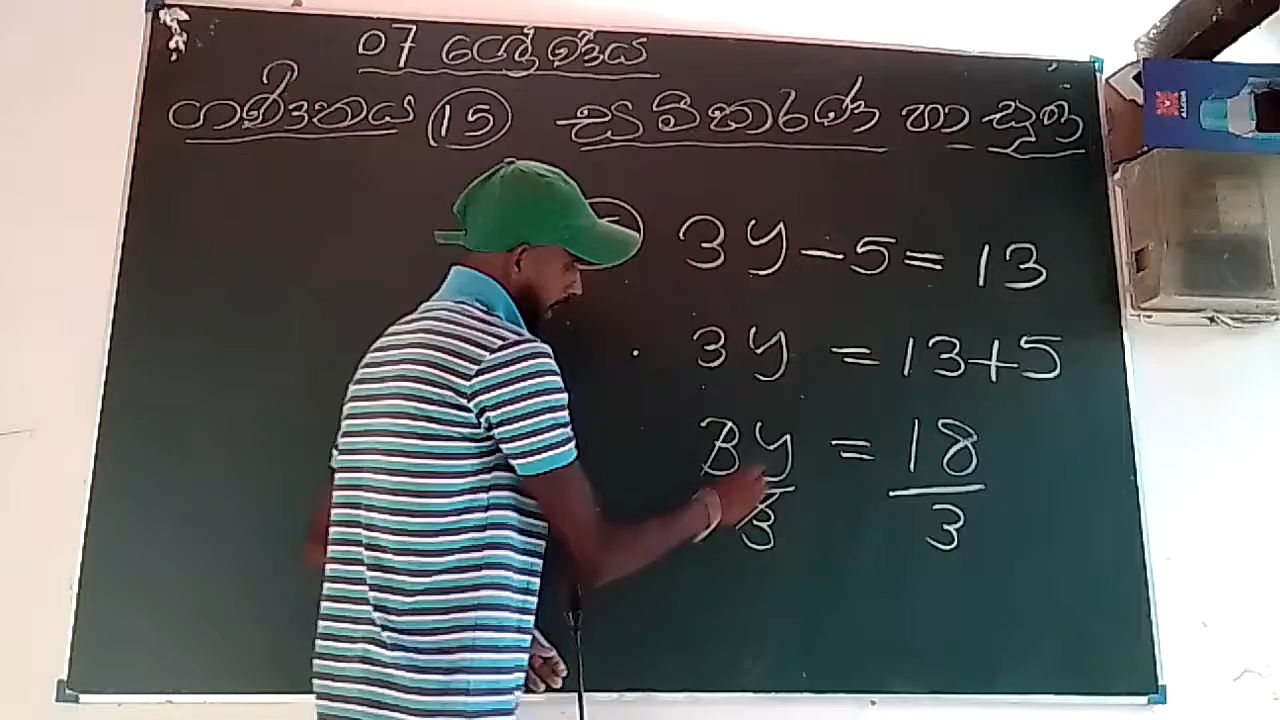 07 ශ්‍රේණිය
ගණිතය 15 සමීකරණ හා සූත්‍ර
3y - 5 = 13
3y = 13 + 5
3y/3 = 18/3